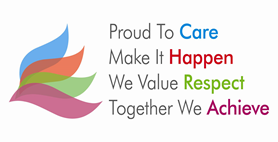 Proud To Care
Make It Happen
We Value Respect
Together We Achieve